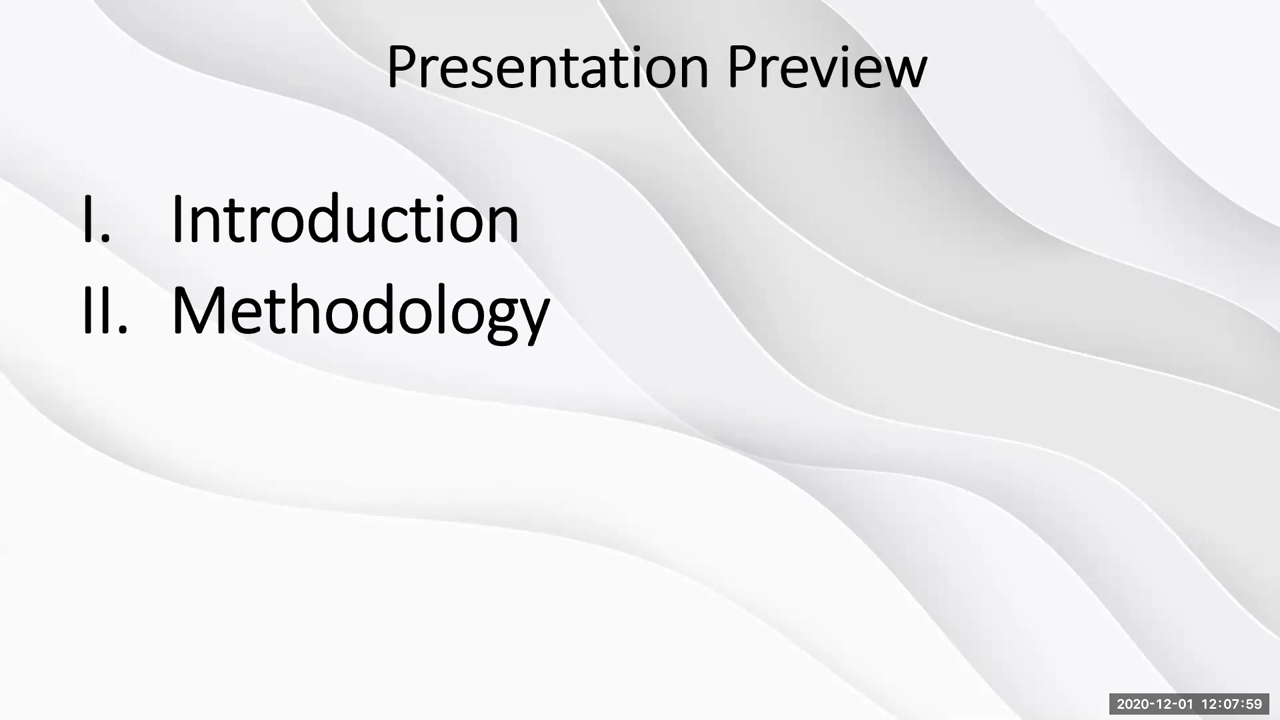 Presentation Preview
I. Introduction
II. Methodology
2020-12-01 12:07:59